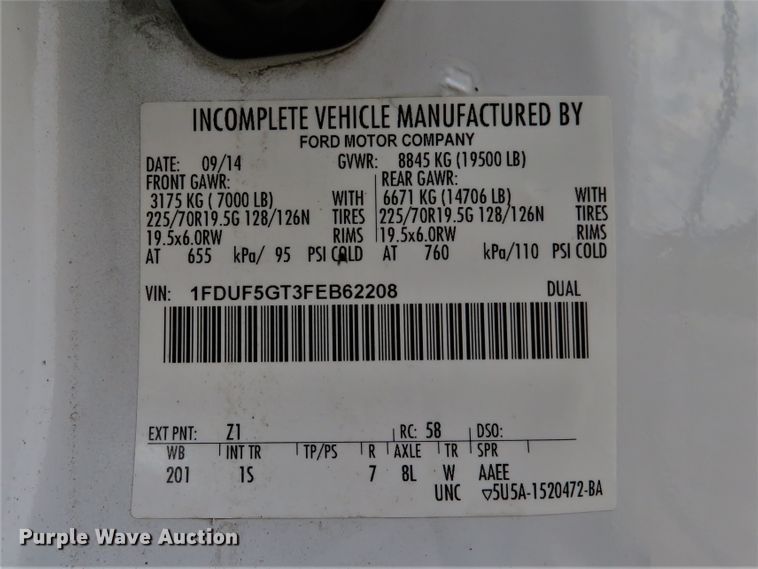 INCOMPLETE VEHICLE MANUFACTURED BY
FORD MOTOR COMPANY
DATE: 09/14 GVWR: 8845 KG (19500 LB)
FRONT GAWR: REAR GAWR:
3175 KG ( 7000 LB) WITH 6671 KG (14706 LB) WITH
225/70R19.5G 128/126N TIRES 225/70R19.5G 128/126N TIRES
19.5x6.0RW RIMS 19.5x6.0RW RIMS
AT 655 kPa/ 95 PSI COLD AT 760 kPa/110 PSI COLD
VIN: 1FDUF5GT3FEB62208 DUAL
EXT PNT: Z1 RC: 58 DSO:
WB INT TR TP/PS R AXLE TR SPR
201 1S 7 8L W AAEE
UNC ▽5U5A-1520472-BA
Purple Wave Auction